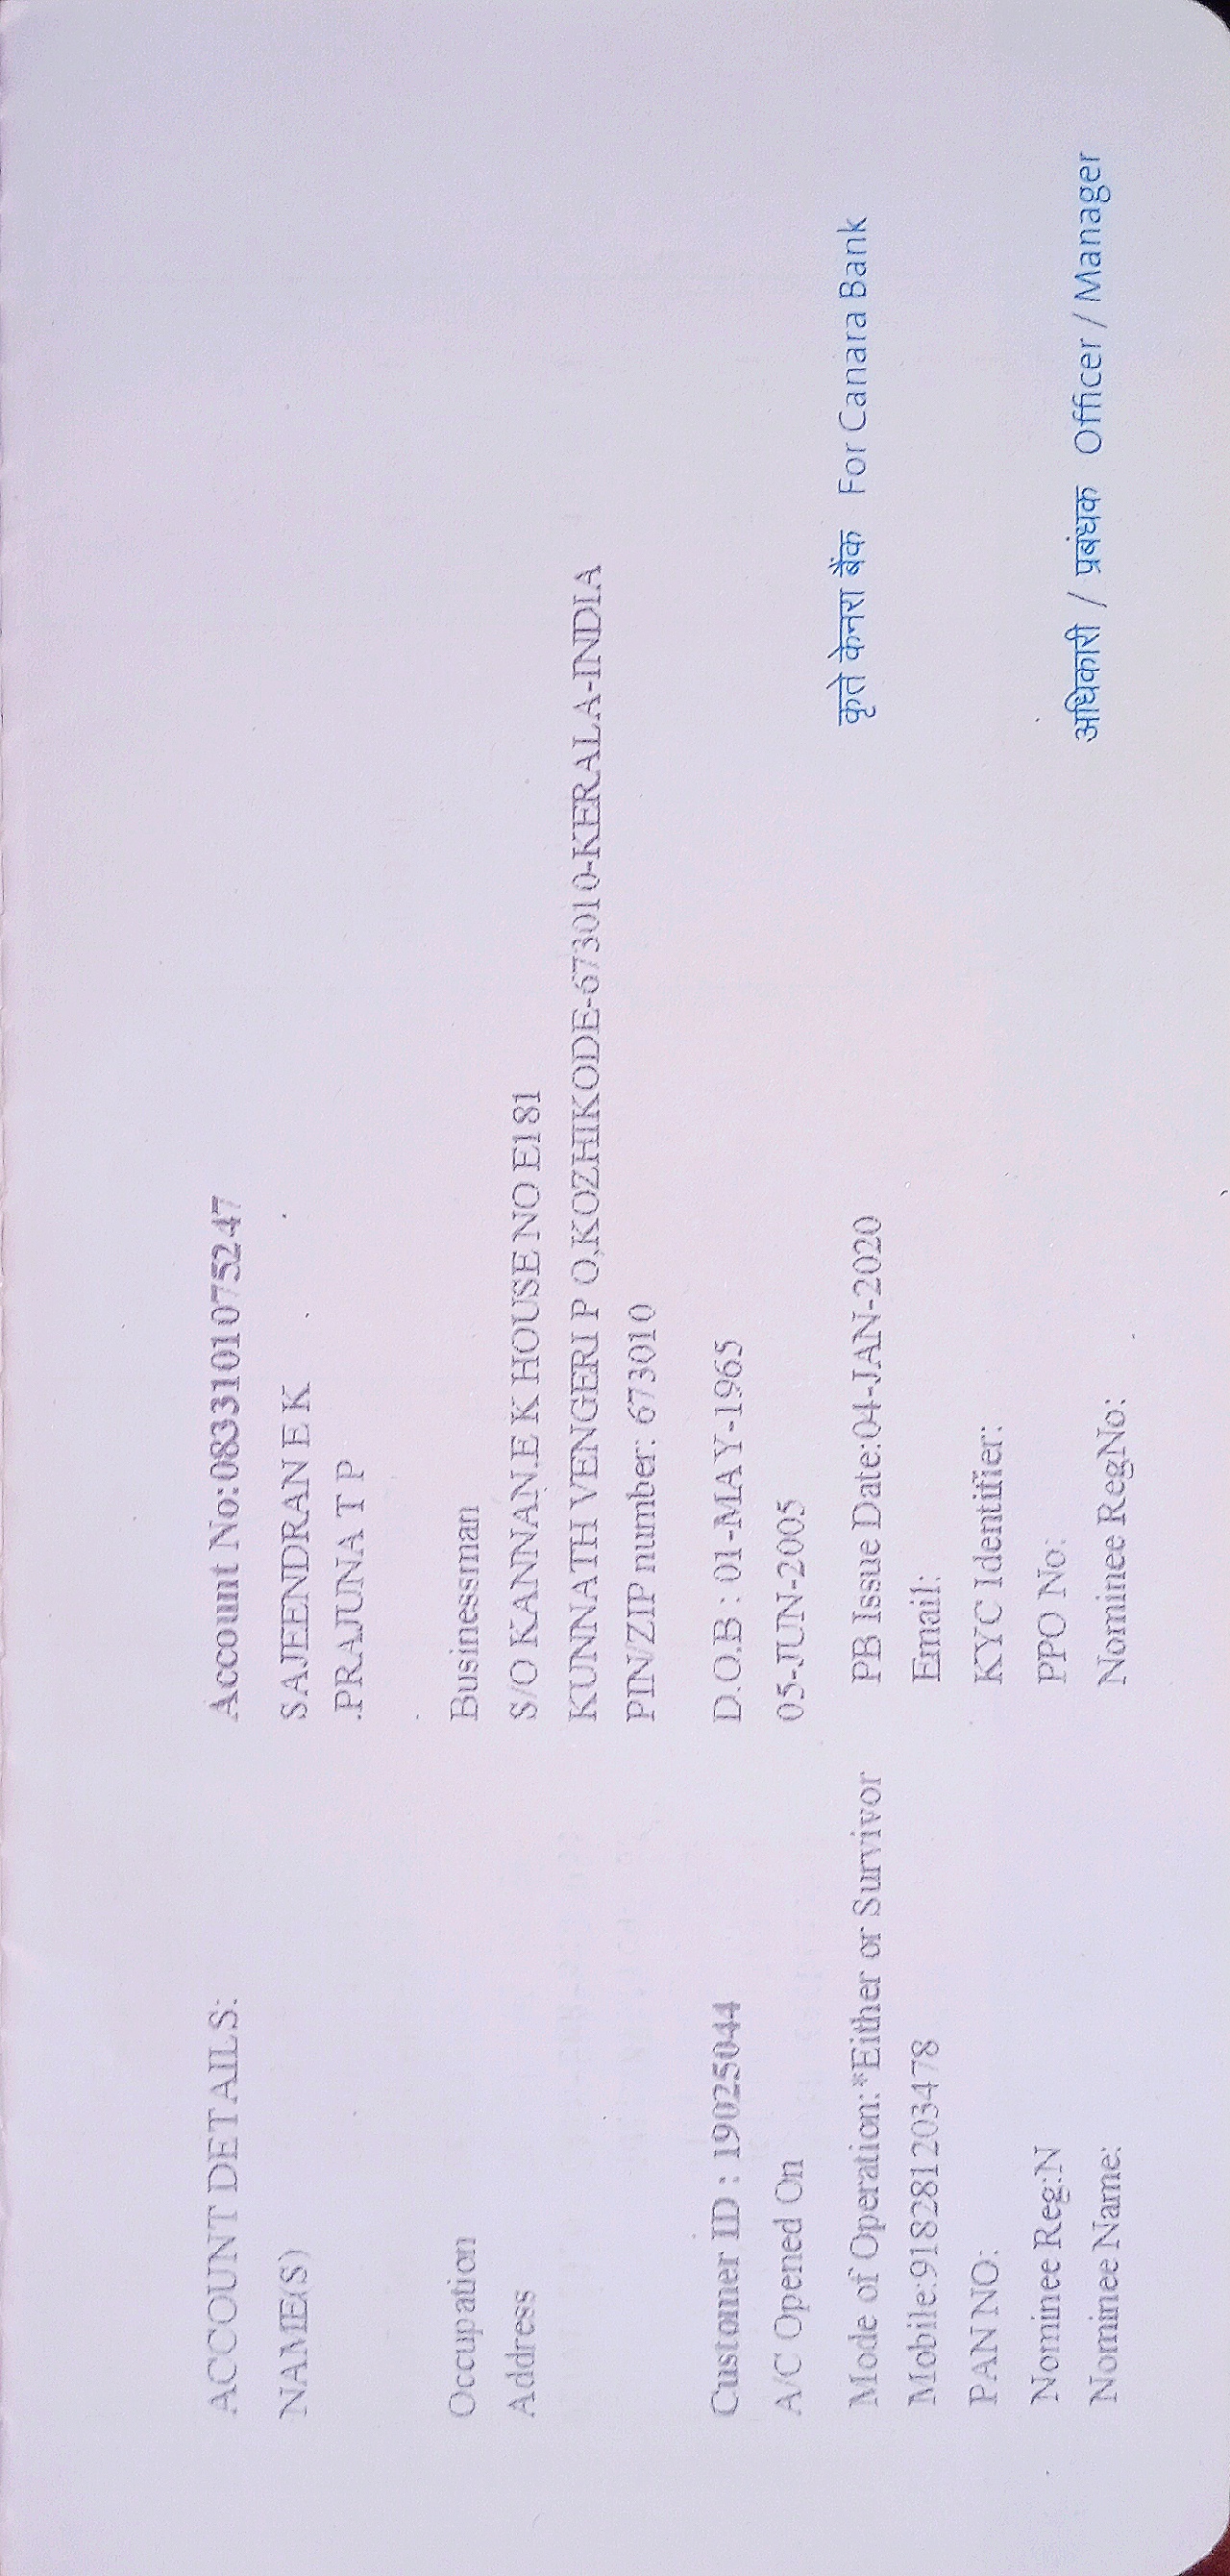 ACCOUNT DETAILS: Account No:0833101075247
NAME(S) SAJEENDRAN E K
.PRAJUNA T P
Occupation Businessman
Address S/O KANNAN.E K HOUSE NO E181
KUNNATH VENGERI P O,KOZHIKODE-673010-KERALA-INDIA
PIN/ZIP number: 673010
Customer ID : 19025044 D.O.B : 01-MAY-1965
A/C Opened On 05-JUN-2005
Mode of Operation:*Either or Survivor PB Issue Date:04-JAN-2020 कृते केनरा बैंक For Canara Bank
Mobile:918281203478 Email:
PAN NO: KYC Identifier:
Nominee Reg:N PPO No:
Nominee Name: Nominee RegNo: अधिकारी / प्रबंधक Officer / Manager